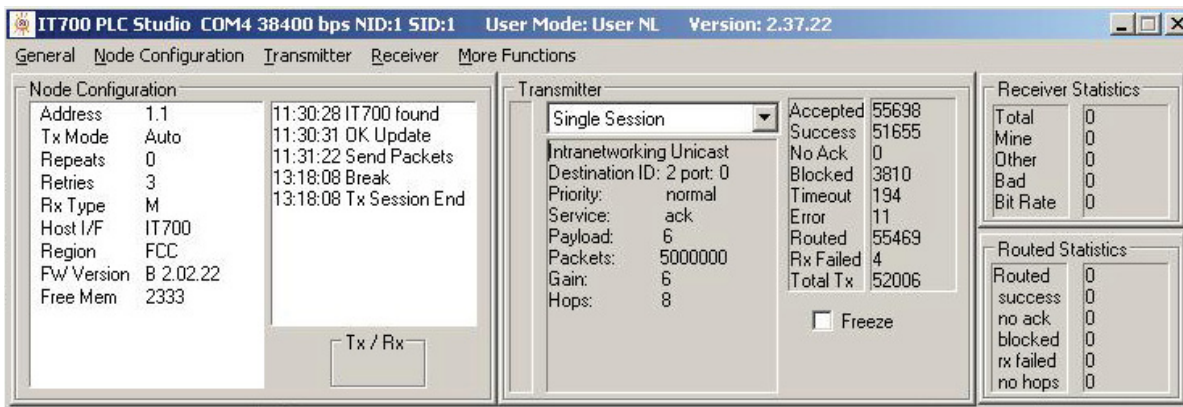 IT700 PLC Studio COM4 38400 bps NID:1 SID:1 User Mode: User NL Version: 2.37.22
General Node Configuration Transmitter Receiver More Functions
Node Configuration
Address 1.1
Tx Mode Auto
Repeats 0
Retries 3
Rx Type M
Host I/F IT700
Region FCC
FW Version B 2.02.22
Free Mem 2333
11:30:28 IT700 found
11:30:31 OK Update
11:31:22 Send Packets
13:18:08 Break
13:18:08 Tx Session End
Tx / Rx
Transmitter
Single Session
Intranetworking Unicast
Destination ID: 2 port: 0
Priority: normal
Service: ack
Payload: 6
Packets: 5000000
Gain: 6
Hops: 8
Accepted 55698
Success 51655
No Ack 0
Blocked 3810
Timeout 194
Error 11
Routed 55469
Rx Failed 4
Total Tx 52006
Freeze
Receiver Statistics
Total 0
Mine 0
Other 0
Bad 0
Bit Rate 0
Routed Statistics
Routed 0
success 0
no ack 0
blocked 0
rx failed 0
no hops 0